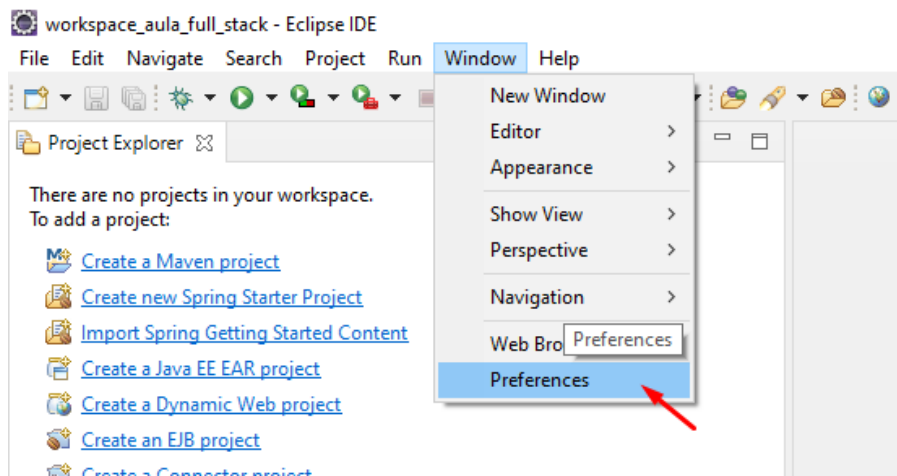 workspace_aula_full_stack - Eclipse IDE
File Edit Navigate Search Project Run Window Help
Project Explorer
There are no projects in your workspace.
To add a project:
Create a Maven project
Create new Spring Starter Project
Import Spring Getting Started Content
Create a Java EE EAR project
Create a Dynamic Web project
Create an EJB project
Create a Connector project
New Window
Editor
Appearance
Show View
Perspective
Navigation
Web Bro
Preferences
Preferences